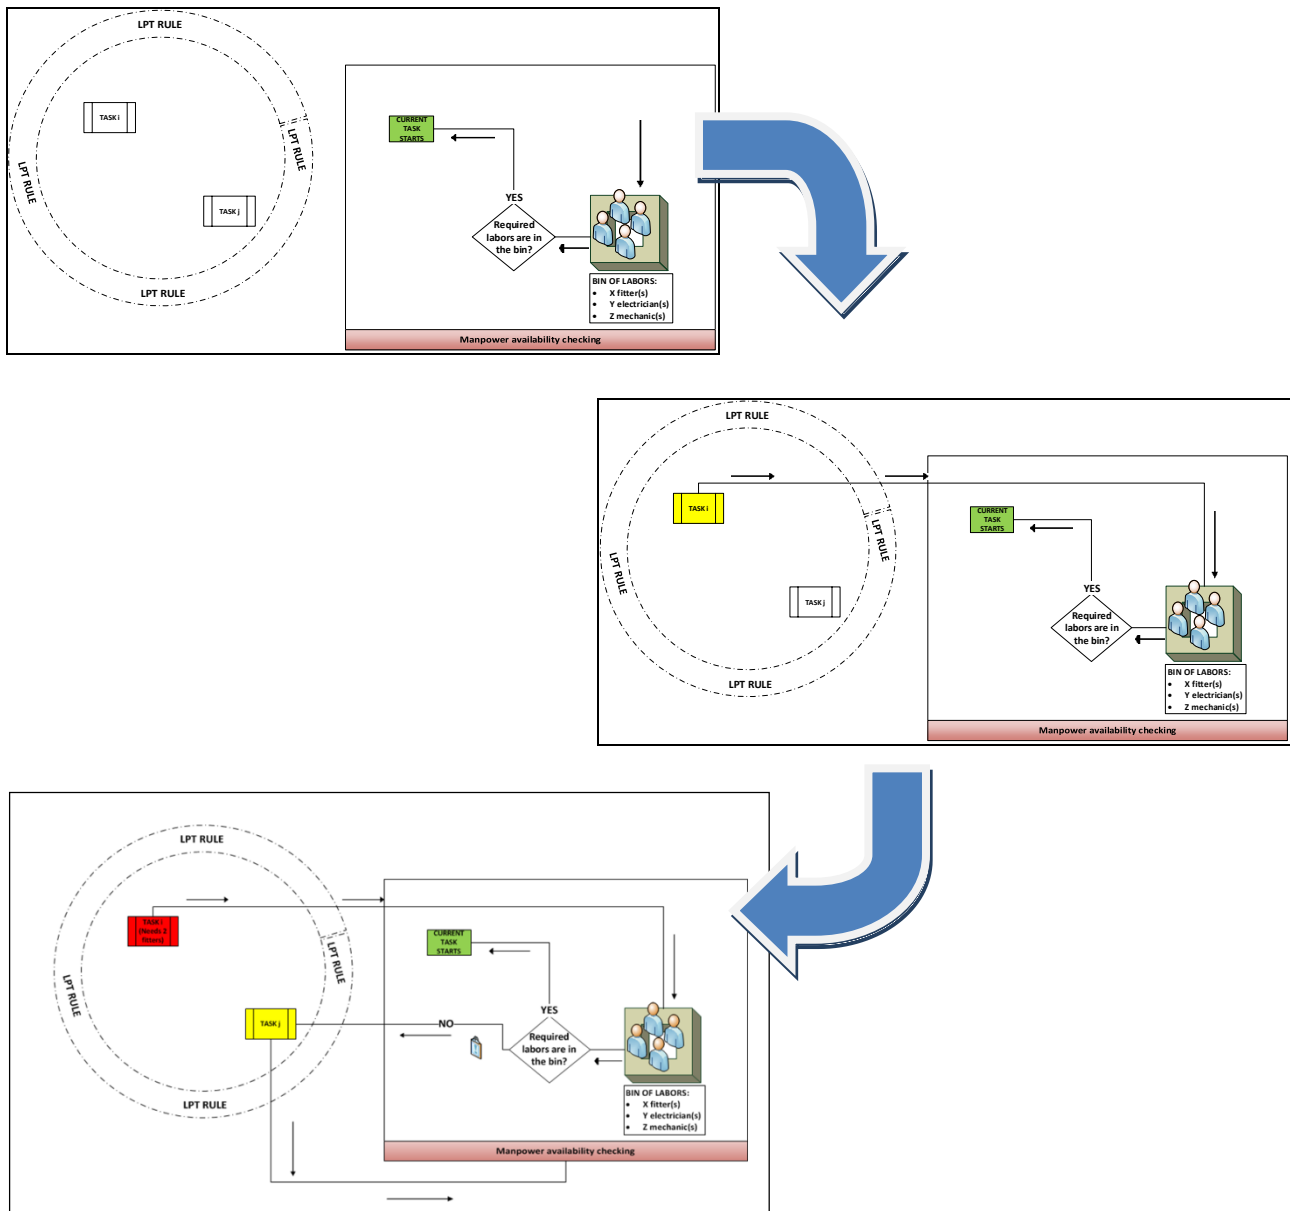 LPT RULE
TASK i
LPT RULE
LPT RULE
TASK j
LPT RULE
CURRENT
TASK
STARTS
YES
Required
labors are in
the bin?
BIN OF LABORS:
• X fitter(s)
• Y electrician(s)
• Z mechanic(s)
Manpower availability checking
LPT RULE
TASK i
LPT RULE
LPT RULE
TASK j
LPT RULE
CURRENT
TASK
STARTS
YES
Required
labors are in
the bin?
BIN OF LABORS:
• X fitter(s)
• Y electrician(s)
• Z mechanic(s)
Manpower availability checking
LPT RULE
TASK i
(Needs 2
fitters)
LPT RULE
LPT RULE
TASK j
LPT RULE
CURRENT
TASK
STARTS
YES
NO
Required
labors are in
the bin?
BIN OF LABORS:
• X fitter(s)
• Y electrician(s)
• Z mechanic(s)
Manpower availability checking